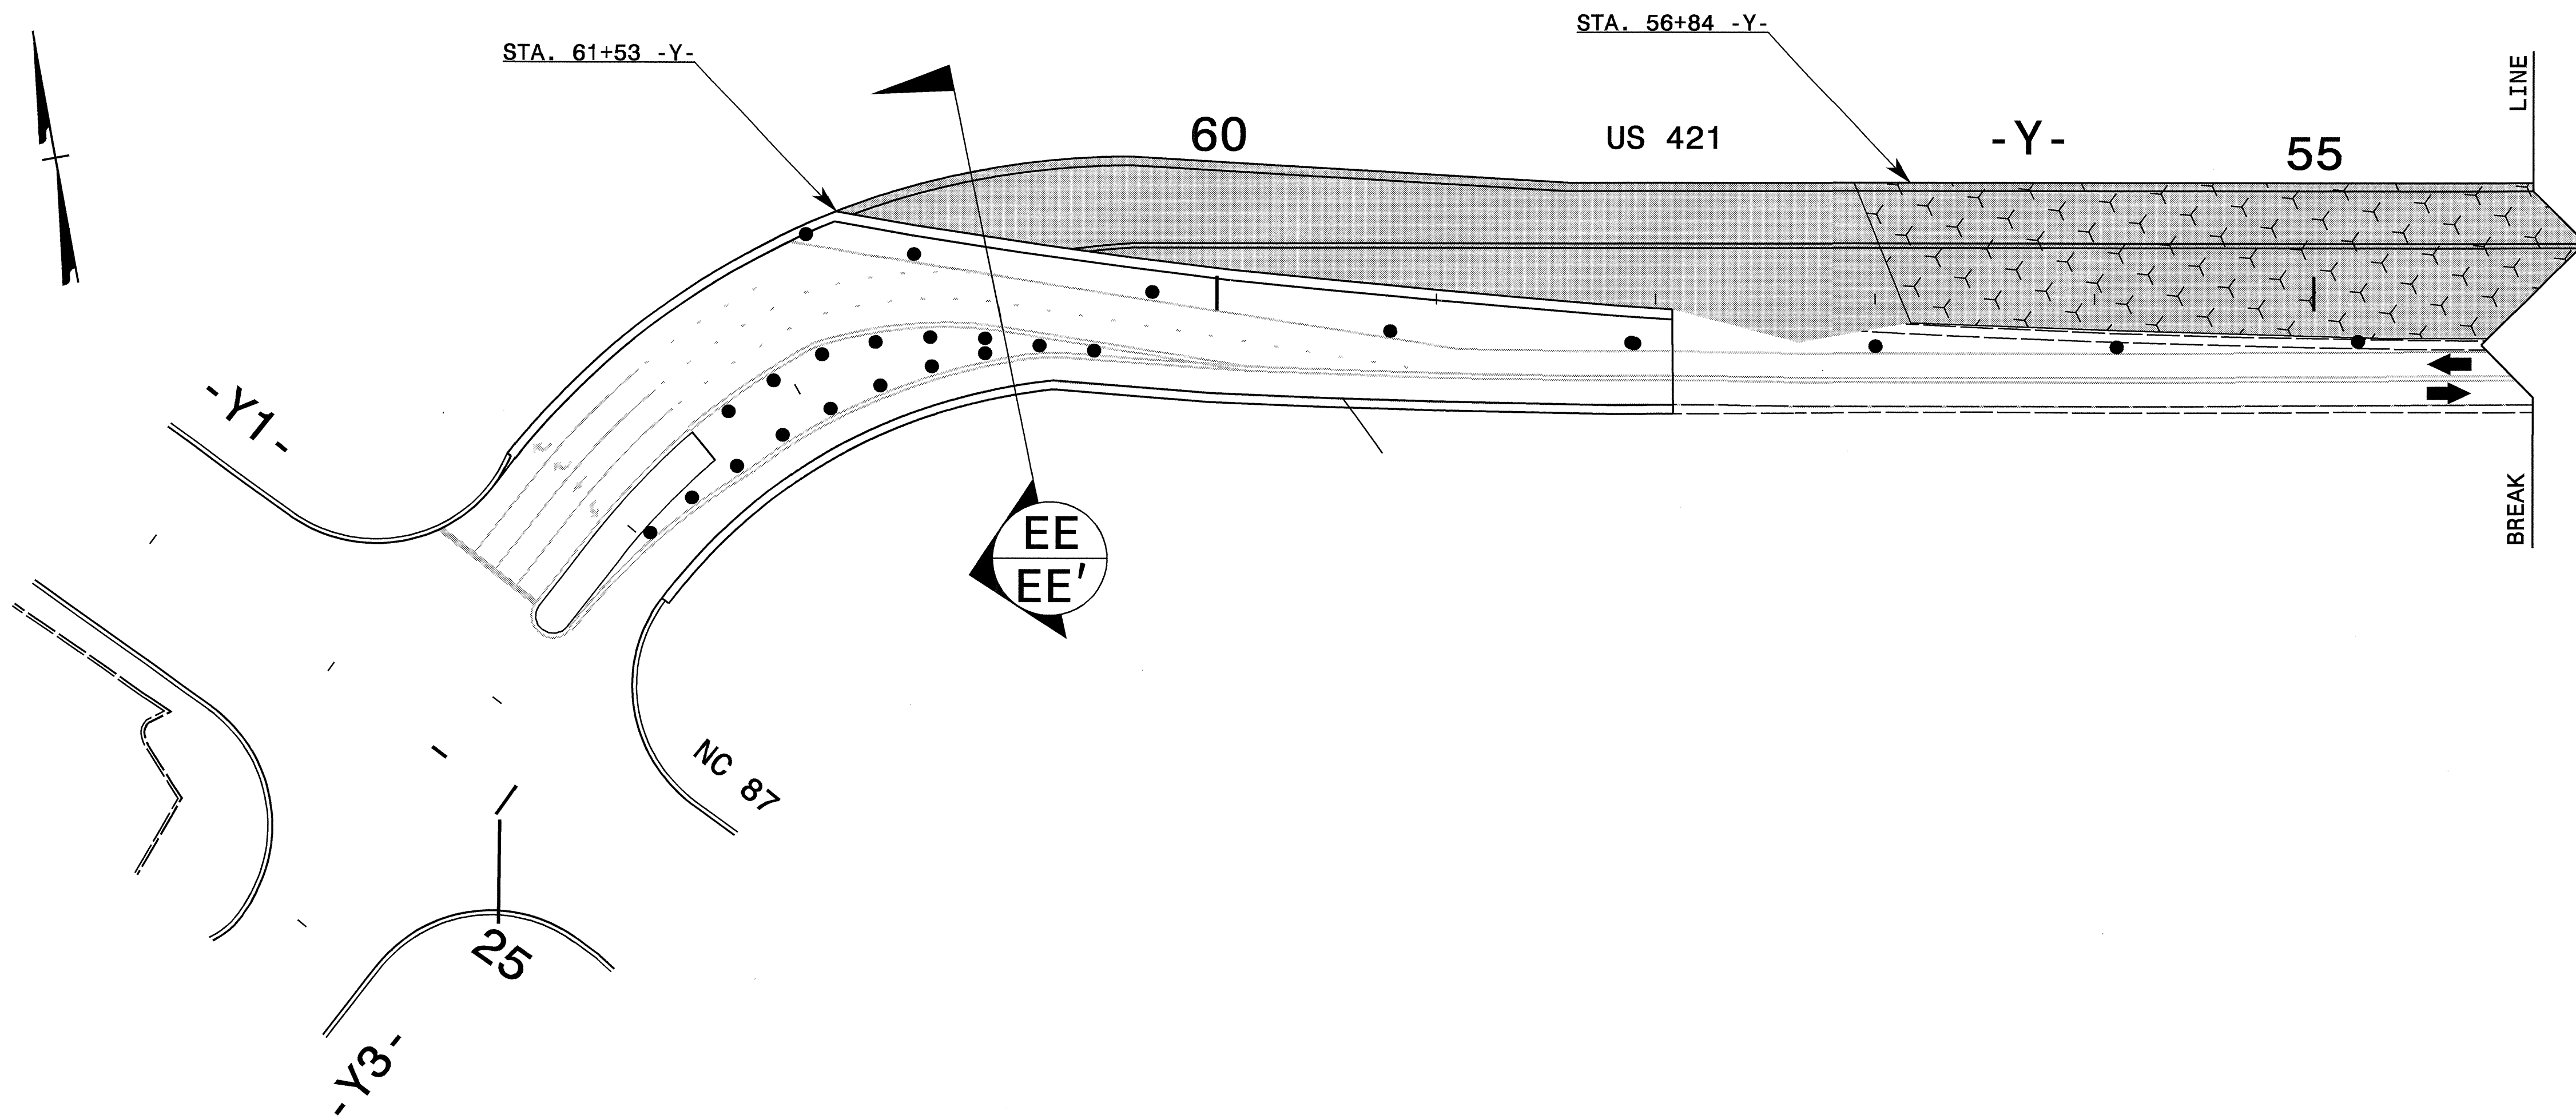 STA. 56+84 -Y-
STA. 61+53 -Y-
LINE
60
US 421
-Y-
55
-Y1-
BREAK
EE
EE'
NC 87
25
-Y3-